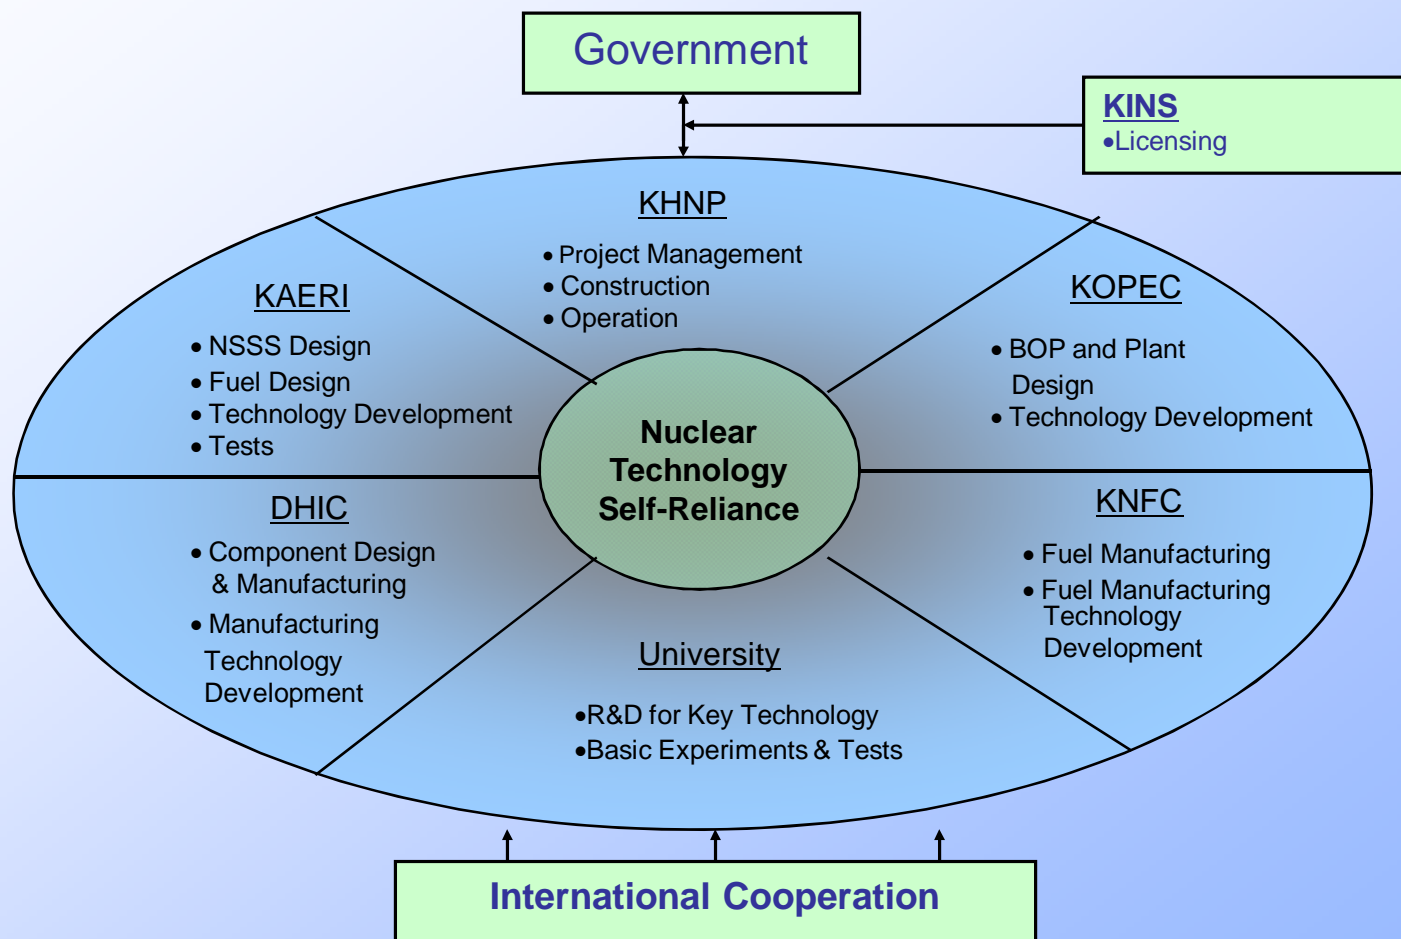 Government
KINS
•Licensing
KHNP
• Project Management
• Construction
• Operation
KAERI
• NSSS Design
• Fuel Design
• Technology Development
• Tests
KOPEC
• BOP and Plant
Design
• Technology Development
Nuclear
Technology
Self-Reliance
DHIC
• Component Design
& Manufacturing
• Manufacturing
Technology
Development
KNFC
• Fuel Manufacturing
• Fuel Manufacturing
Technology
Development
University
•R&D for Key Technology
•Basic Experiments & Tests
International Cooperation